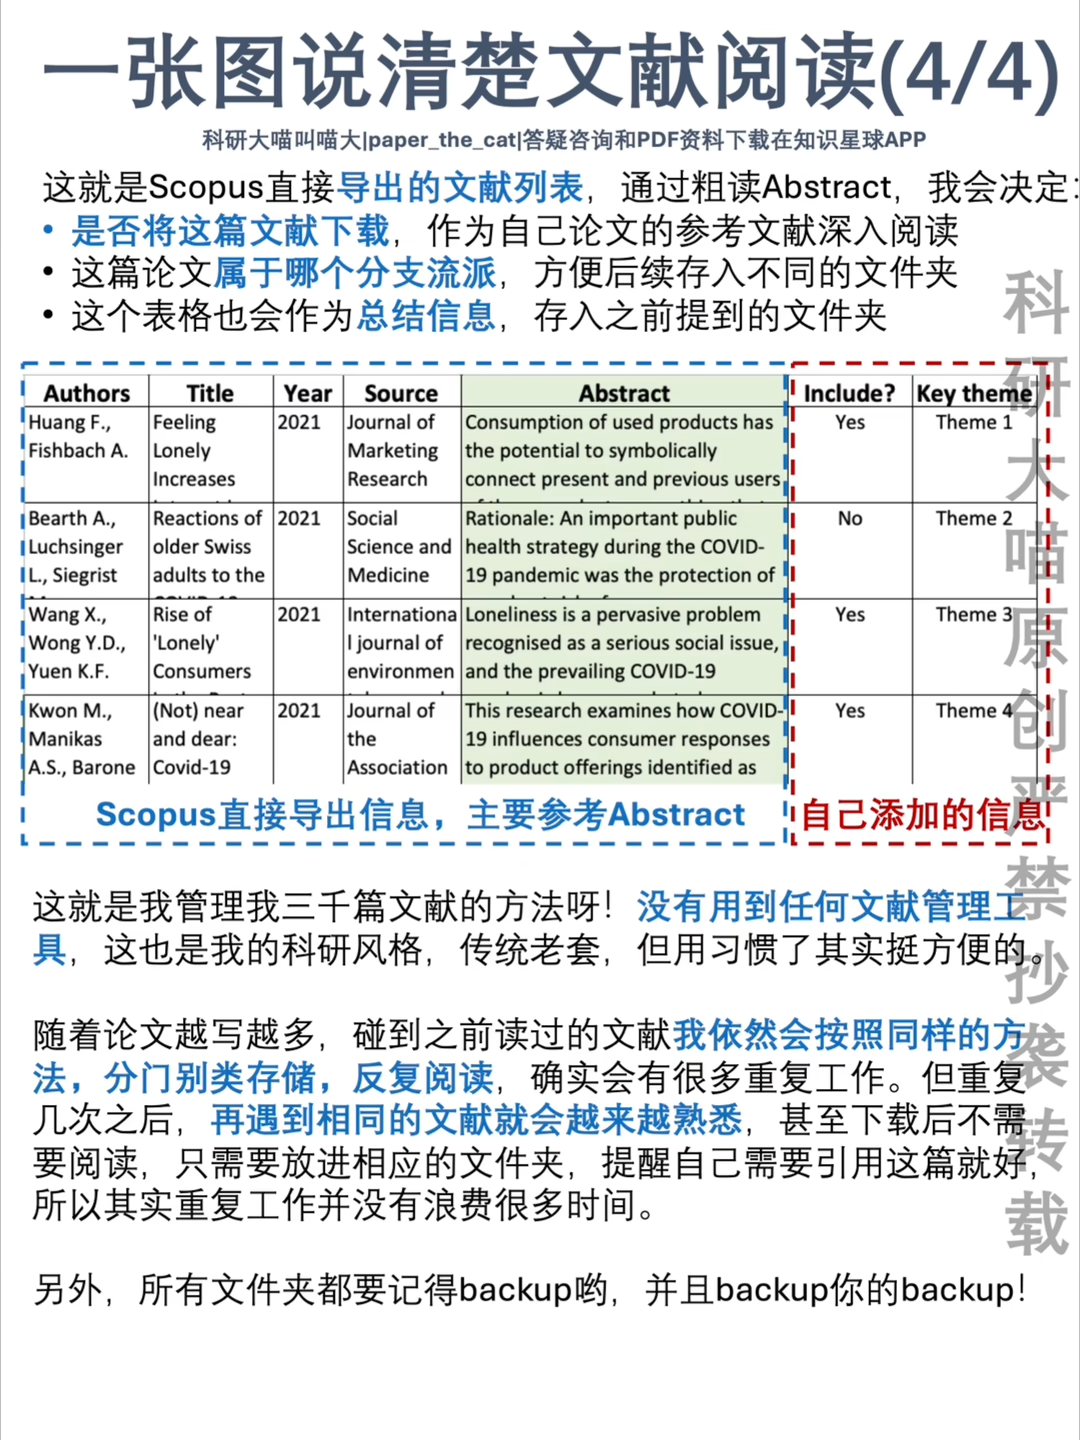 一张图说清楚文献阅读(4/4)
科研大喵叫喵大|paper_the_cat|答疑咨询和PDF资料下载在知识星球APP
这就是Scopus直接导出的文献列表，通过粗读Abstract，我会决定:
• 是否将这篇文献下载，作为自己论文的参考文献深入阅读
• 这篇论文属于哪个分支流派，方便后续存入不同的文件夹
• 这个表格也会作为总结信息，存入之前提到的文件夹
Authors Title Year Source Abstract Include? Key theme
Huang F., Feeling 2021 Journal of Consumption of used products has Yes Theme 1
Fishbach A. Lonely Marketing the potential to symbolically
Increases Research connect present and previous users
Bearth A., Reactions of 2021 Social Rationale: An important public No Theme 2
Luchsinger older Swiss Science and health strategy during the COVID-
L., Siegrist adults to the Medicine 19 pandemic was the protection of
Wang X., Rise of 2021 Internationa Loneliness is a pervasive problem Yes Theme 3
Wong Y.D., 'Lonely' l journal of recognised as a serious social issue,
Yuen K.F. Consumers environmen and the prevailing COVID-19
Kwon M., (Not) near 2021 Journal of This research examines how COVID- Yes Theme 4
Manikas and dear: the 19 influences consumer responses
A.S., Barone Covid-19 Association to product offerings identified as
Scopus直接导出信息，主要参考Abstract 自己添加的信息
这就是我管理我三千篇文献的方法呀！没有用到任何文献管理工
具，这也是我的科研风格，传统老套，但用习惯了其实挺方便的。
随着论文越写越多，碰到之前读过的文献我依然会按照同样的方
法，分门别类存储，反复阅读，确实会有很多重复工作。但重复
几次之后，再遇到相同的文献就会越来越熟悉，甚至下载后不需
要阅读，只需要放进相应的文件夹，提醒自己需要引用这篇就好，
所以其实重复工作并没有浪费很多时间。
另外，所有文件夹都要记得backup哟，并且backup你的backup！
科研大喵原创严禁抄袭转载